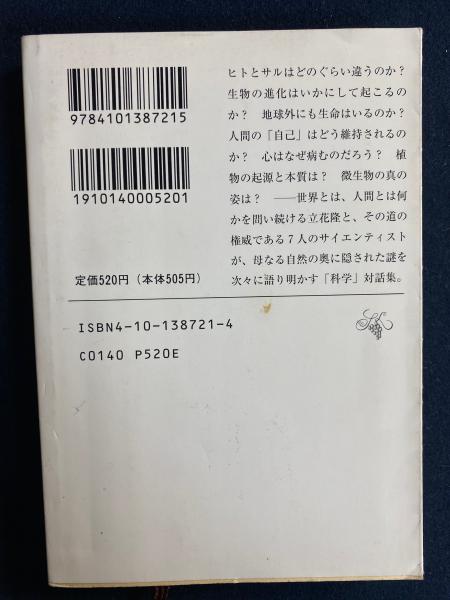 9784101387215
1910140005201
定価520円(本体505円)
ヒトとサルはどのぐらい違うのか?
生物の進化はいかにして起こるの
か? 地球外にも生命はいるのか?
人間の「自己」はどう維持されるの
か? 心はなぜ病むのだろう? 植
物の起源と本質は? 微生物の真の
姿は? ――世界とは、人間とは何
かを問い続ける立花隆と、その道の
権威である7人のサイエンティスト
が、母なる自然の奥に隠された謎を
次々に語り明かす「科学」対話集。
ISBN4-10-138721-4
C0140 P520E